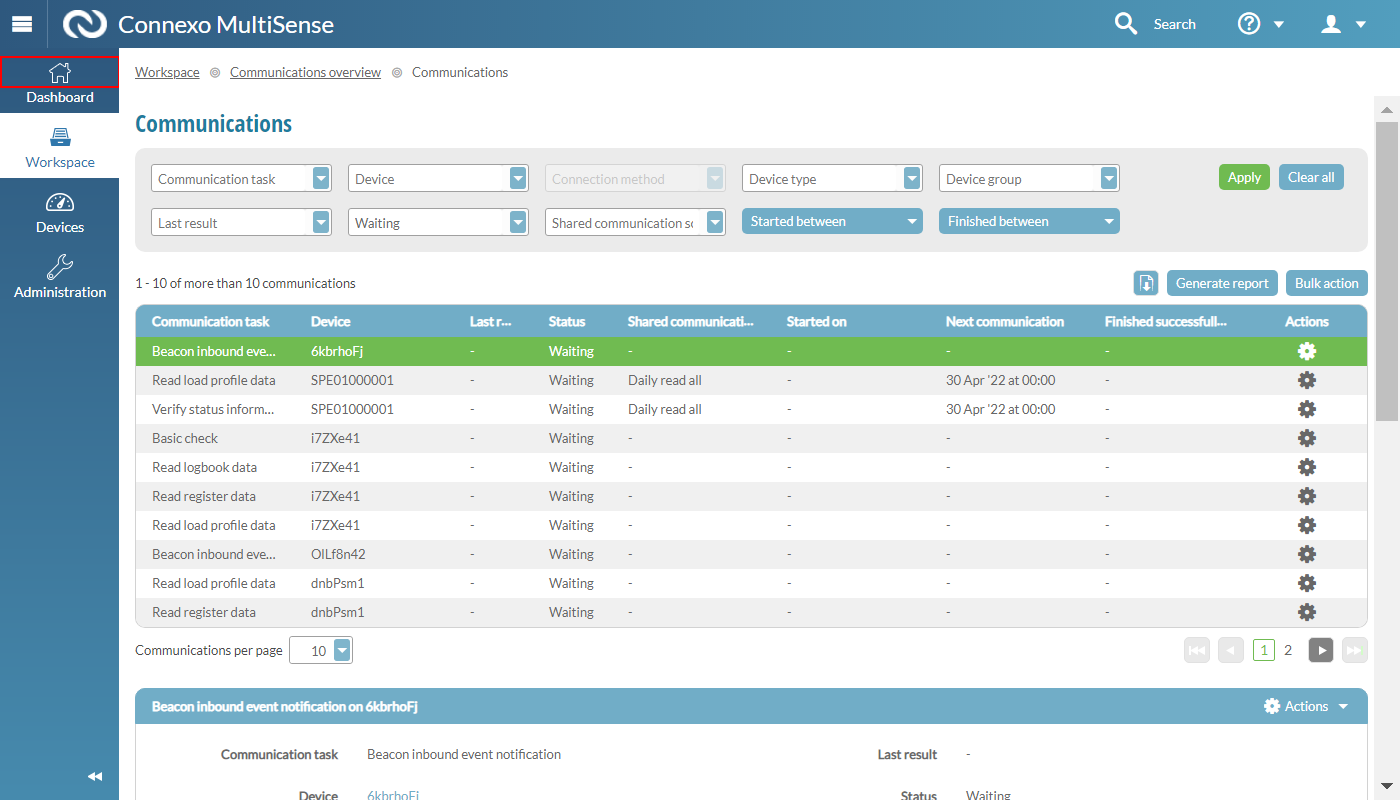 Connexo MultiSense
Search
Dashboard
Workspace
Devices
Administration
Workspace Communications overview Communications
Communications
Communication task Device Connection method Device type Device group Apply Clear all
Last result Waiting Shared communication sc Started between Finished between
1 - 10 of more than 10 communications Generate report Bulk action
Communication task Device Last r... Status Shared communicati... Started on Next communication Finished successfull... Actions
Beacon inbound eve... 6kbrhoFj - Waiting - - - -
Read load profile data SPE01000001 - Waiting Daily read all - 30 Apr '22 at 00:00 -
Verify status inform... SPE01000001 - Waiting Daily read all - 30 Apr '22 at 00:00 -
Basic check i7ZXe41 - Waiting - - - -
Read logbook data i7ZXe41 - Waiting - - - -
Read register data i7ZXe41 - Waiting - - - -
Read load profile data i7ZXe41 - Waiting - - - -
Beacon inbound eve... OlLf8n42 - Waiting - - - -
Read load profile data dnbPsm1 - Waiting - - - -
Read register data dnbPsm1 - Waiting - - - -
Communications per page 10 1 2
Beacon inbound event notification on 6kbrhoFj Actions
Communication task Beacon inbound event notification Last result -
Device 6kbrhoFj Status Waiting